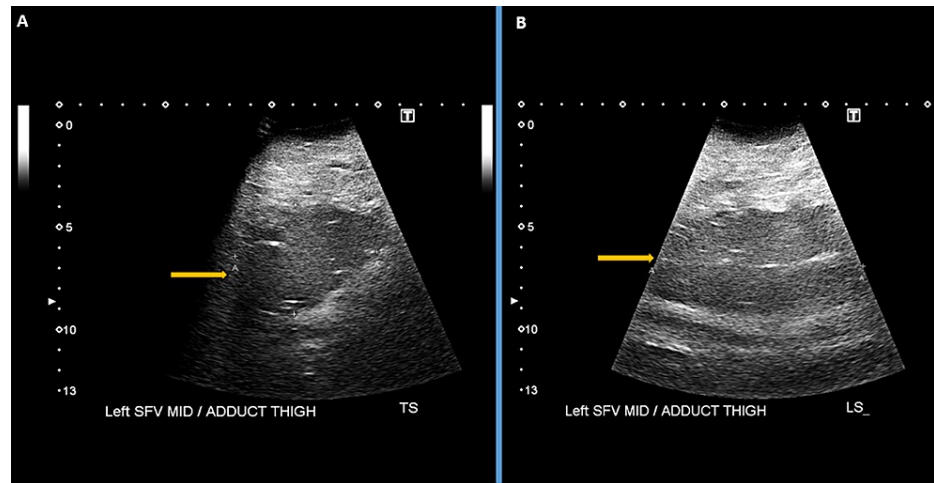 A
B
T
T
0
5
10
13
0
5
10
13
A
Left SFV MID / ADDUCT THIGH
TS
Left SFV MID / ADDUCT THIGH
LS_